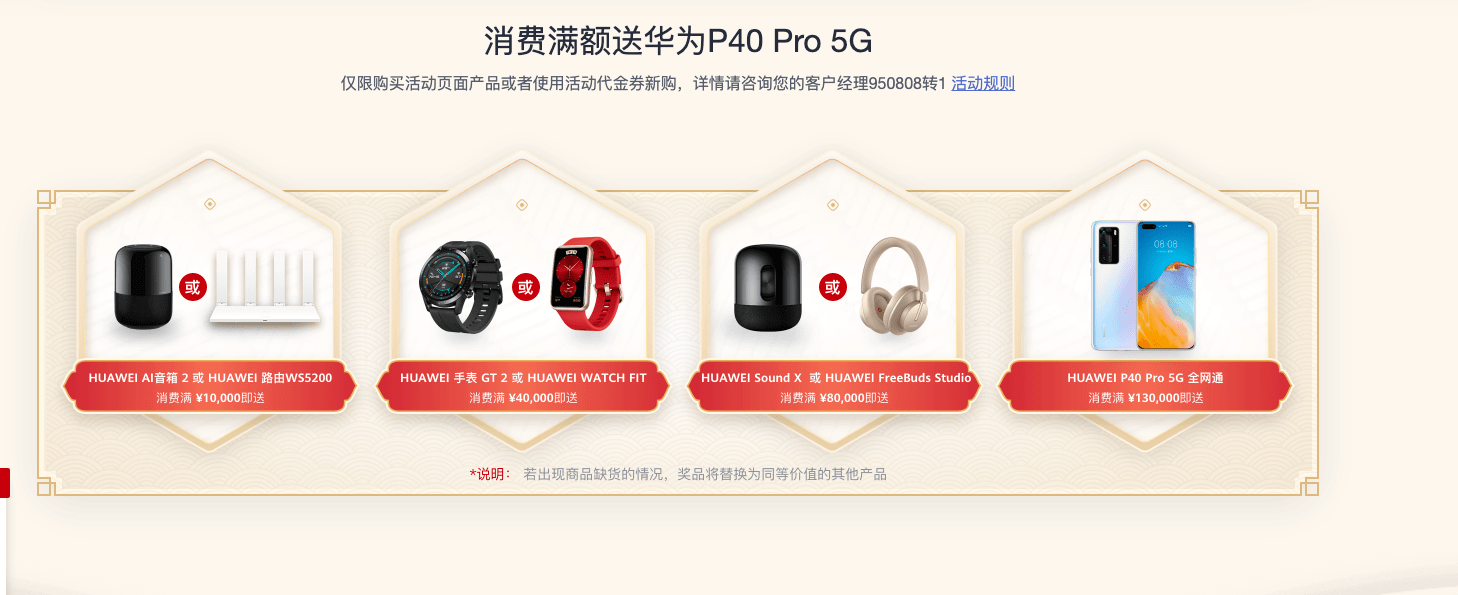 消费满额送华为P40 Pro 5G
仅限购买活动页面产品或者使用活动代金券新购，详情请咨询您的客户经理950808转1 活动规则
或
或
或
08:08
HUAWEI AI音箱 2 或 HUAWEI 路由WS5200
消费满 ¥10,000即送
HUAWEI 手表 GT 2 或 HUAWEI WATCH FIT
消费满 ¥40,000即送
HUAWEI Sound X 或 HUAWEI FreeBuds Studio
消费满 ¥80,000即送
HUAWEI P40 Pro 5G 全网通
消费满 ¥130,000即送
*说明： 若出现商品缺货的情况，奖品将替换为同等价值的其他产品